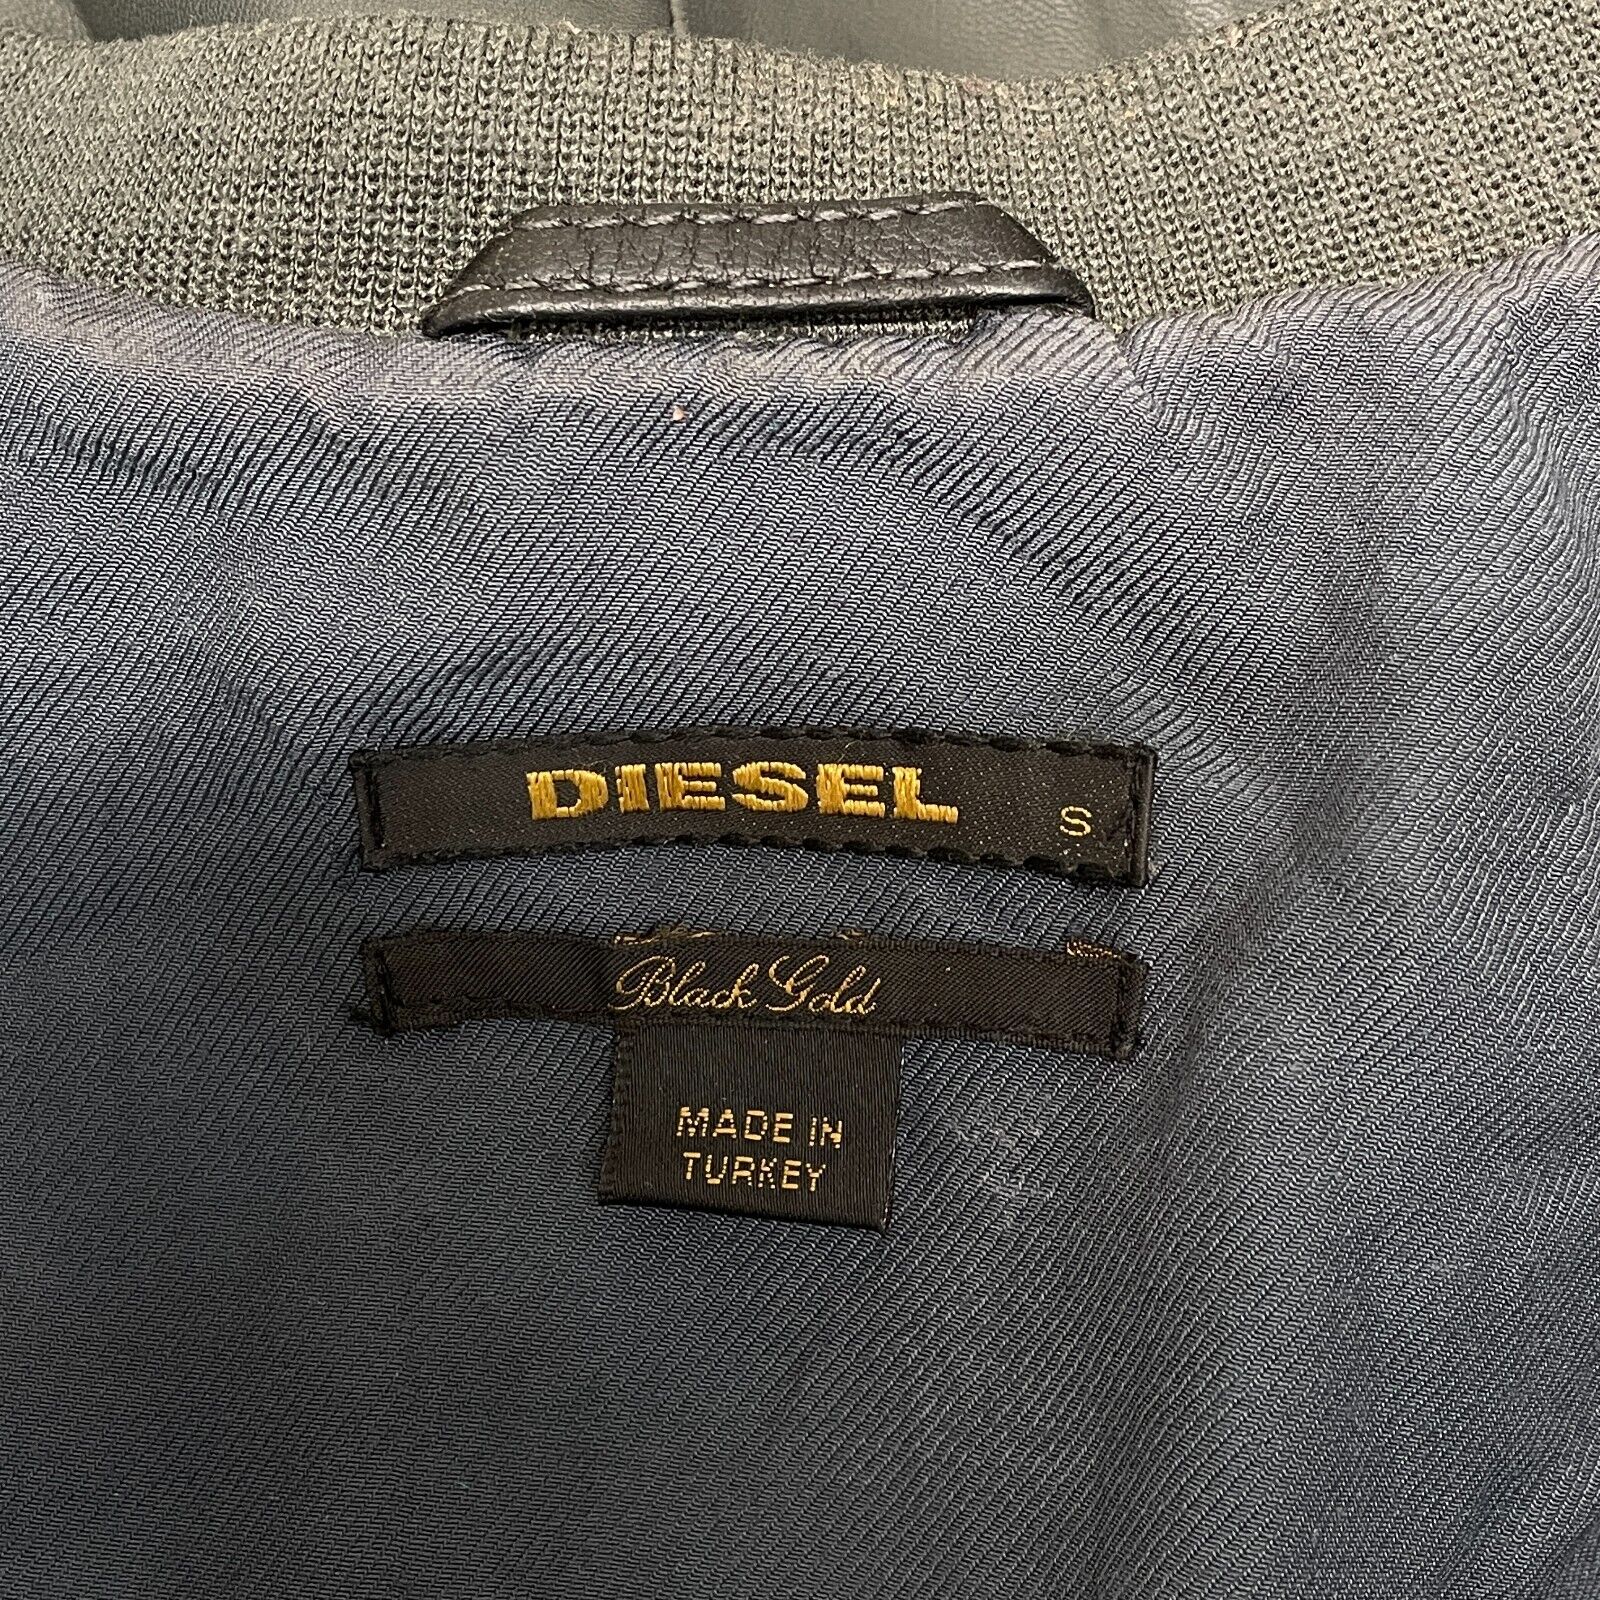 DIESEL S
Black Gold
MADE IN
TURKEY